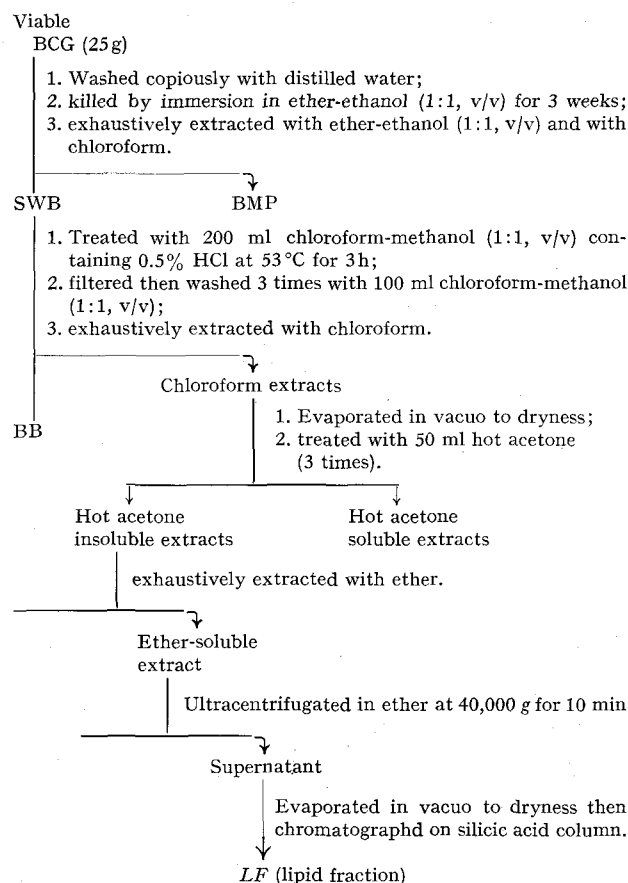 Viable
BCG (25g)
1. Washed copiously with distilled water;
2. killed by immersion in ether-ethanol (1:1, v/v) for 3 weeks;
3. exhaustively extracted with ether-ethanol (1:1, v/v) and with
chloroform.
SWB BMP
1. Treated with 200 ml chloroform-methanol (1:1, v/v) con-
taining 0.5% HCl at 53°C for 3h;
2. filtered then washed 3 times with 100 ml chloroform-methanol
(1:1, v/v);
3. exhaustively extracted with chloroform.
Chloroform extracts
BB
1. Evaporated in vacuo to dryness;
2. treated with 50 ml hot acetone
(3 times).
Hot acetone Hot acetone
insoluble extracts soluble extracts
exhaustively extracted with ether.
Ether-soluble
extract
Ultracentrifugated in ether at 40,000 g for 10 min
Supernatant
Evaporated in vacuo to dryness then
chromatographd on silicic acid column.
LF (lipid fraction)